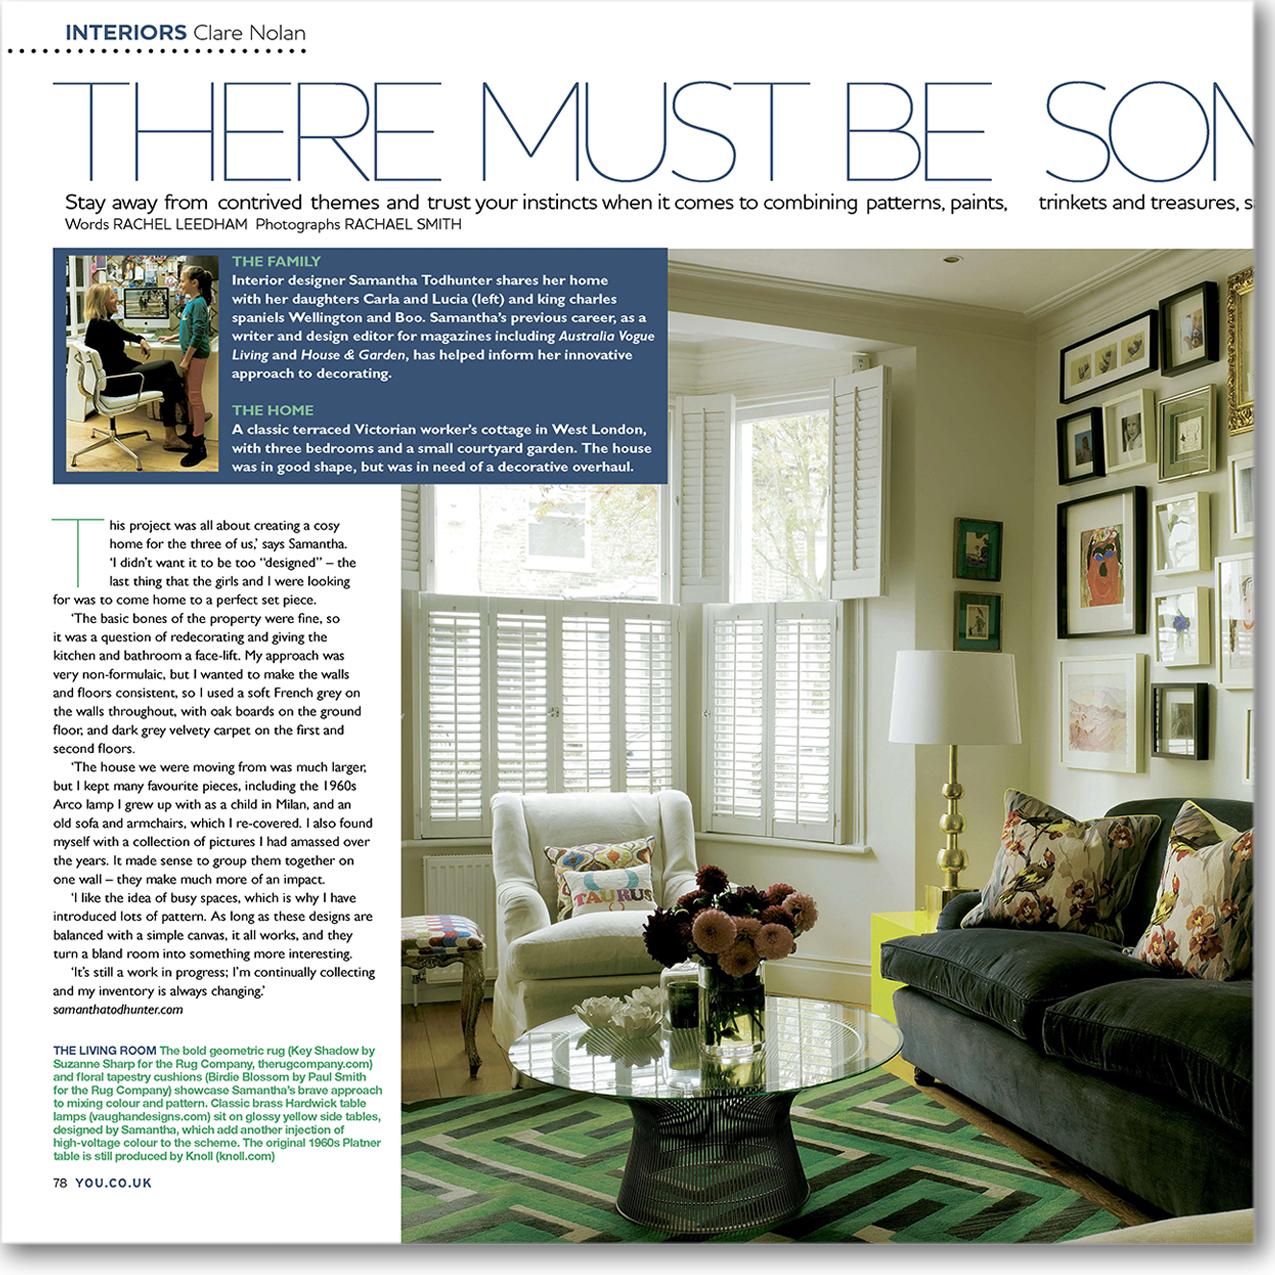 INTERIORS Clare Nolan
THERE MUST BE SOM
Stay away from contrived themes and trust your instincts when it comes to combining patterns, paints, trinkets and treasures, s
Words RACHEL LEEDHAM Photographs RACHAEL SMITH
THE FAMILY
Interior designer Samantha Todhunter shares her home
with her daughters Carla and Lucia (left) and king charles
spaniels Wellington and Boo. Samantha's previous career, as a
writer and design editor for magazines including Australia Vogue
Living and House & Garden, has helped inform her innovative
approach to decorating.
THE HOME
A classic terraced Victorian worker's cottage in West London,
with three bedrooms and a small courtyard garden. The house
was in good shape, but was in need of a decorative overhaul.
This project was all about creating a cosy
home for the three of us,' says Samantha.
'I didn't want it to be too “designed” – the
last thing that the girls and I were looking
for was to come home to a perfect set piece.
'The basic bones of the property were fine, so
it was a question of redecorating and giving the
kitchen and bathroom a face-lift. My approach was
very non-formulaic, but I wanted to make the walls
and floors consistent, so I used a soft French grey on
the walls throughout, with oak boards on the ground
floor, and dark grey velvety carpet on the first and
second floors.
'The house we were moving from was much larger,
but I kept many favourite pieces, including the 1960s
Arco lamp I grew up with as a child in Milan, and an
old sofa and armchairs, which I re-covered. I also found
myself with a collection of pictures I had amassed over
the years. It made sense to group them together on
one wall – they make much more of an impact.
'I like the idea of busy spaces, which is why I have
introduced lots of pattern. As long as these designs are
balanced with a simple canvas, it all works, and they
turn a bland room into something more interesting.
'It's still a work in progress; I'm continually collecting
and my inventory is always changing.'
samanthatodhunter.com
THE LIVING ROOM The bold geometric rug (Key Shadow by
Suzanne Sharp for the Rug Company, therugcompany.com)
and floral tapestry cushions (Birdie Blossom by Paul Smith
for the Rug Company) showcase Samantha's brave approach
to mixing colour and pattern. Classic brass Hardwick table
lamps (vaughandesigns.com) sit on glossy yellow side tables,
designed by Samantha, which add another injection of
high-voltage colour to the scheme. The original 1960s Platner
table is still produced by Knoll (knoll.com)
78 YOU.CO.UK
TAURUS